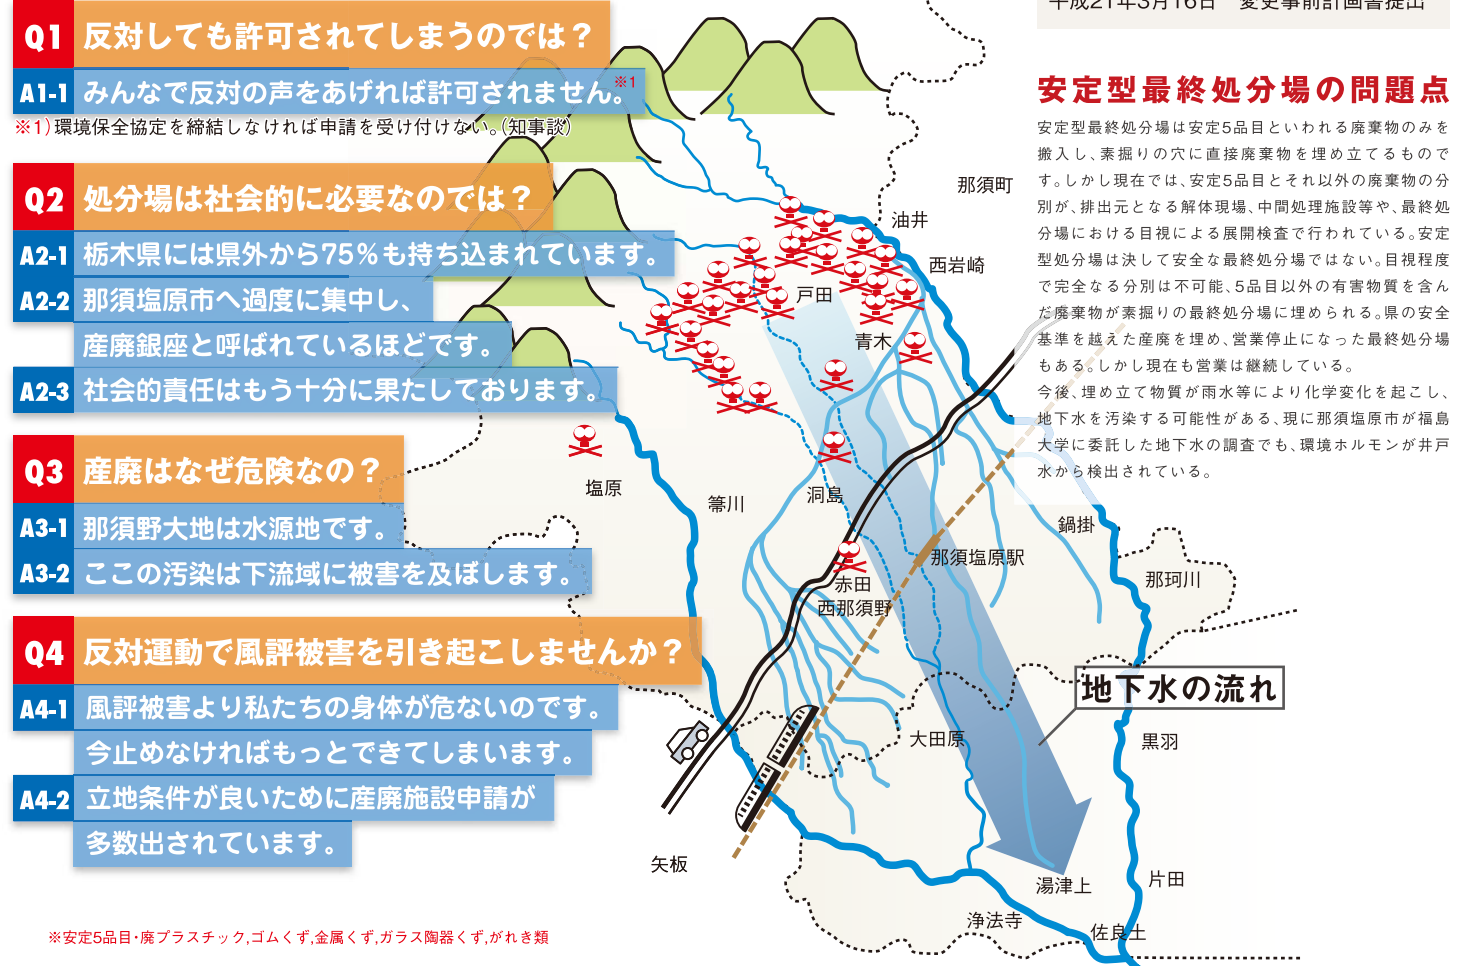 Q1 反対しても許可されてしまうのでは？
A1-1 みんなで反対の声をあげれば許可されません。※1
※1）環境保全協定を締結しなければ申請を受け付けない。（知事談）
Q2 処分場は社会的に必要なのでは？
A2-1 栃木県には県外から75％も持ち込まれています。
A2-2 那須塩原市へ過度に集中し、
産廃銀座と呼ばれているほどです。
A2-3 社会的責任はもう十分に果たしております。
Q3 産廃はなぜ危険なの？
A3-1 那須野大地は水源地です。
A3-2 ここの汚染は下流域に被害を及ぼします。
Q4 反対運動で風評被害を引き起こしませんか？
A4-1 風評被害より私たちの身体が危ないのです。
今止めなければもっとできてしまいます。
A4-2 立地条件が良いために産廃施設申請が
多数出されています。
※安定5品目・廃プラスチック,ゴムくず,金属くず,ガラス陶器くず,がれき類
平成21年3月16日 変更事前計画書提出
安定型最終処分場の問題点
安定型最終処分場は安定5品目といわれる廃棄物のみを
搬入し、素掘りの穴に直接廃棄物を埋め立てるもので
す。しかし現在では、安定5品目とそれ以外の廃棄物の分
別が、排出元となる解体現場、中間処理施設等や、最終処
分場における目視による展開検査で行われている。安定
型処分場は決して安全な最終処分場ではない。目視程度
で完全なる分別は不可能、5品目以外の有害物質を含ん
だ廃棄物が素掘りの最終処分場に埋められる。県の安全
基準を越えた産廃を埋め、営業停止になった最終処分場
もある。しかし現在も営業は継続している。
今後、埋め立て物質が雨水等により化学変化を起こし、
地下水を汚染する可能性がある、現に那須塩原市が福島
大学に委託した地下水の調査でも、環境ホルモンが井戸
水から検出されている。
那須町
油井
西岩崎
戸田
青木
塩原
箒川
洞島
鍋掛
那須塩原駅
那珂川
赤田
西那須野
地下水の流れ
大田原
黒羽
矢板
湯津上
片田
浄法寺
佐良土